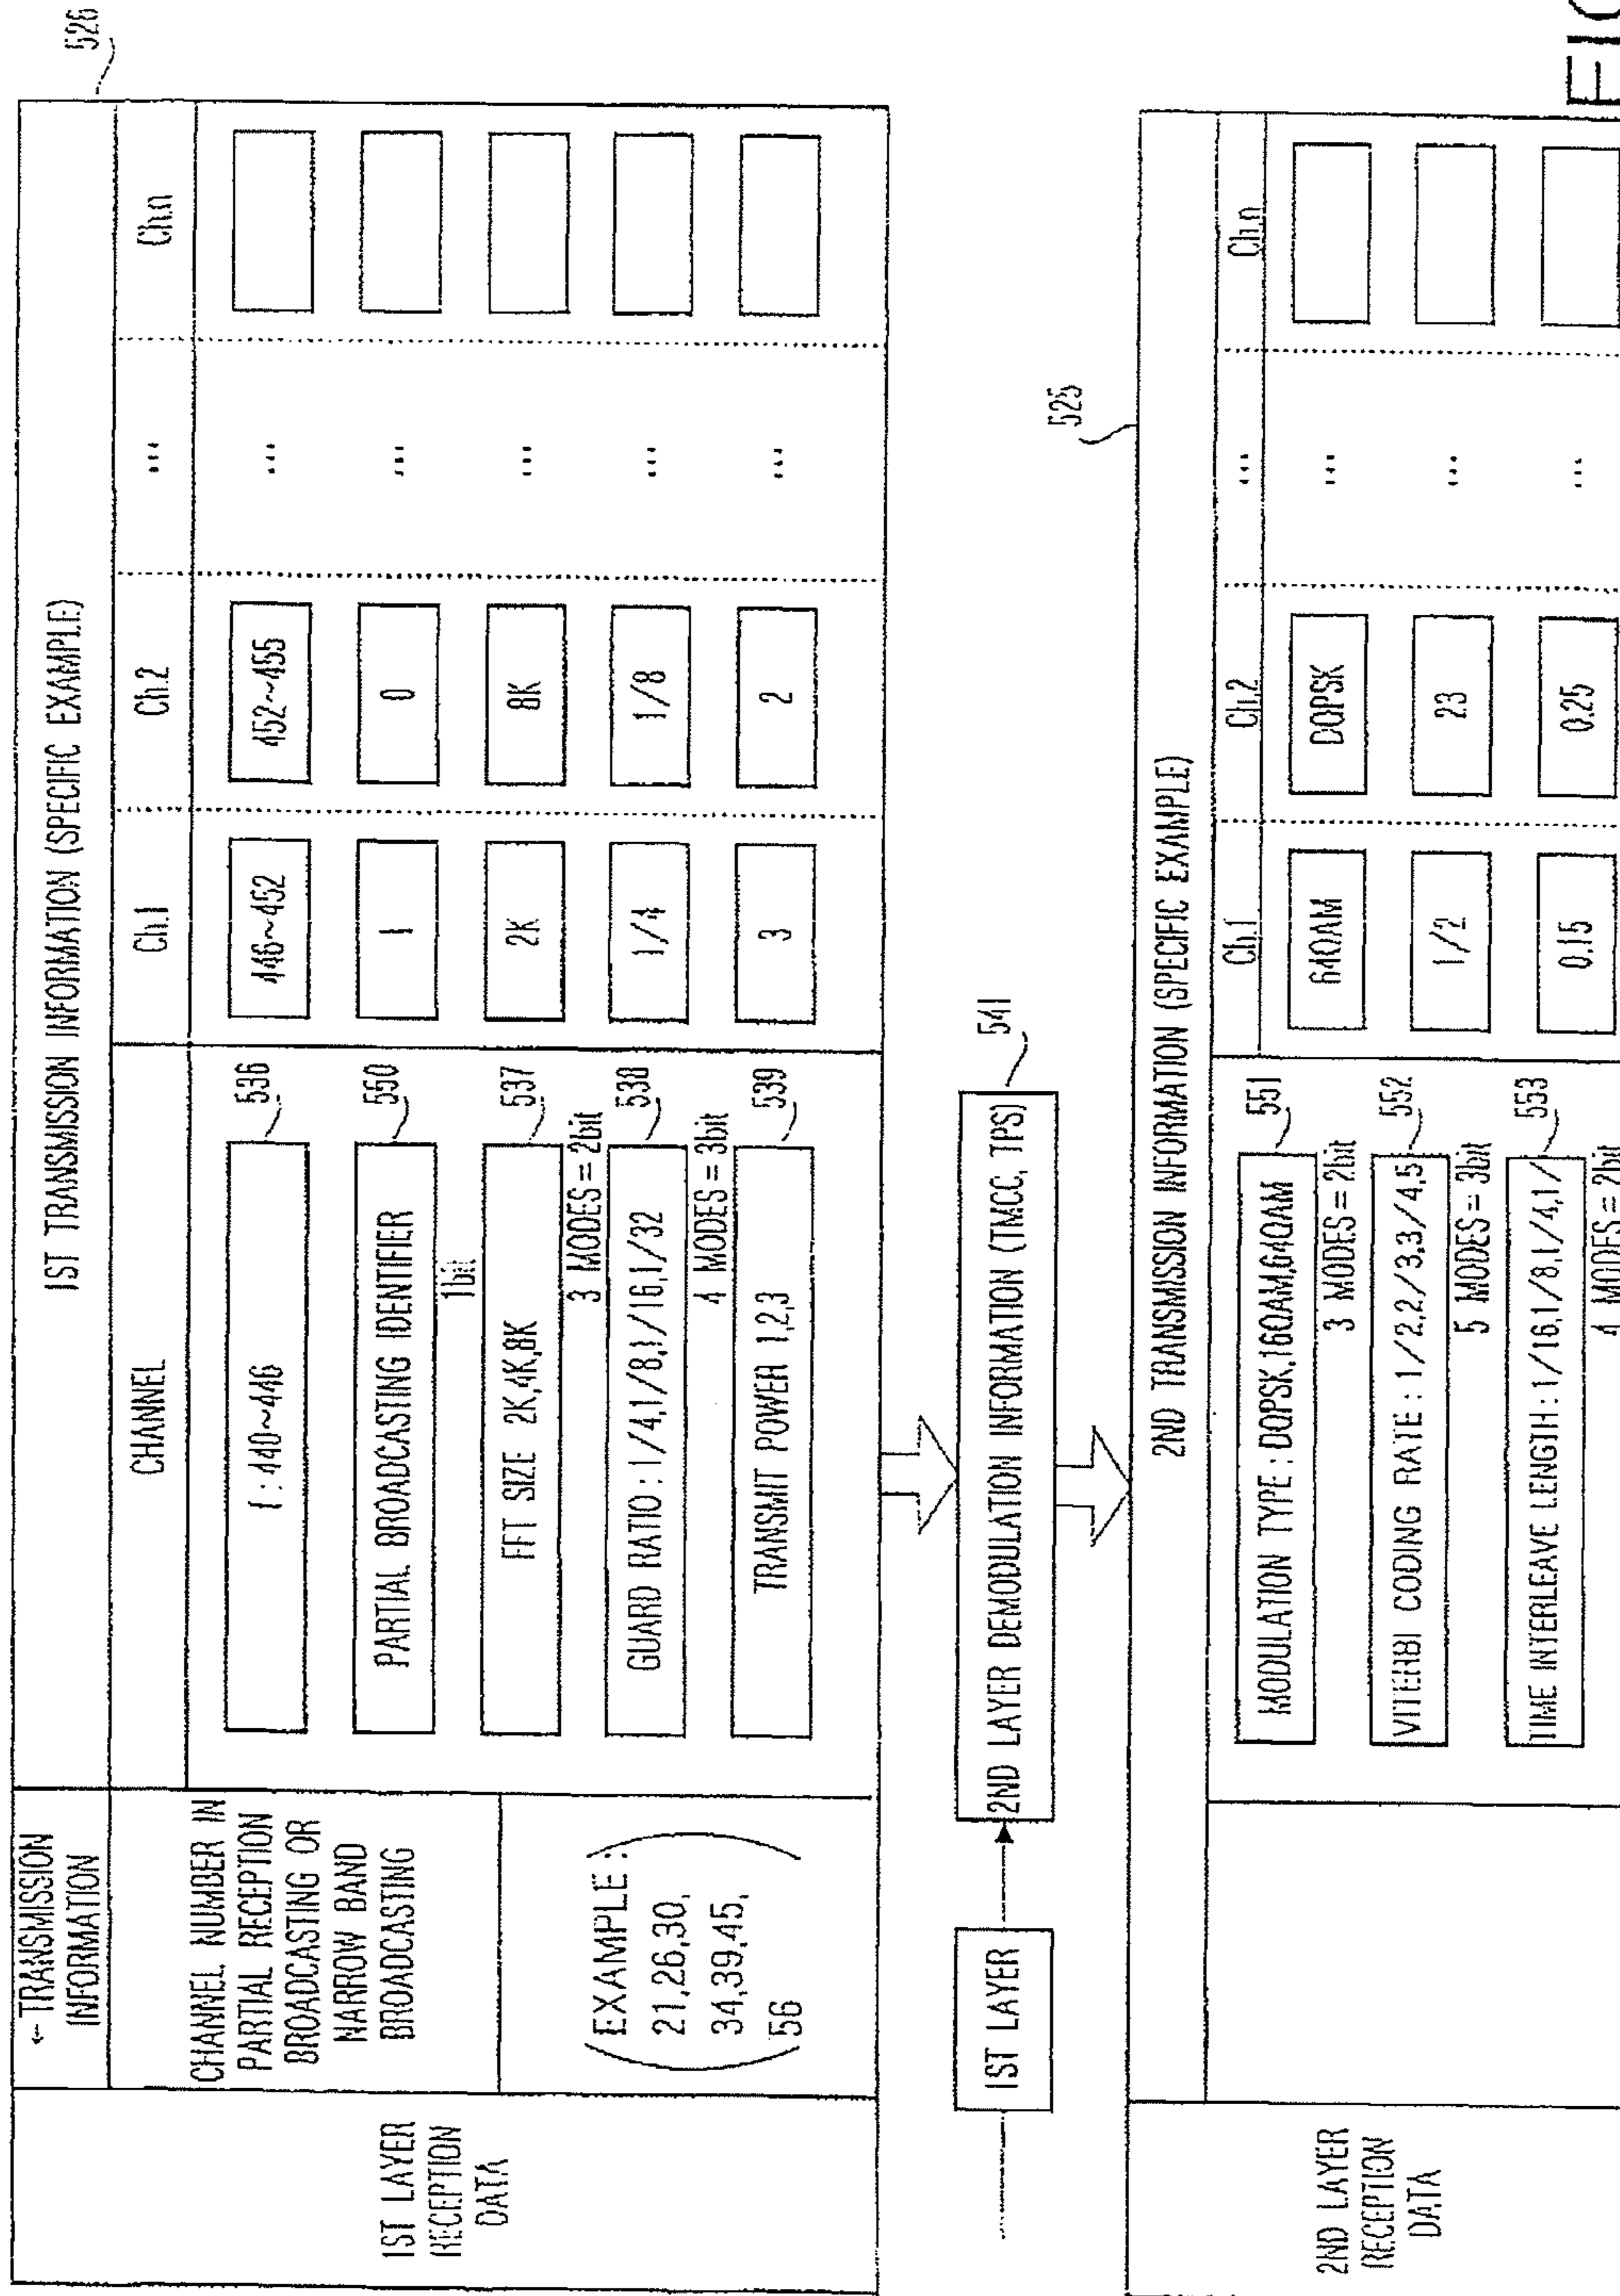 1ST TRANSMISSION INFORMATION (SPECIFIC EXAMPLE)
526
← TRANSMISSION
INFORMATION
CHANNEL
Ch.1
Ch.2
...
Ch.n
1ST LAYER
RECEPTION
DATA
CHANNEL NUMBER IN
PARTIAL RECEPTION
BROADCASTING OR
NARROW BAND
BROADCASTING
(EXAMPLE :
21,26,30,
34,39,45,
56)
f : 440~446
536
446~452
452~455
...
PARTIAL BROADCASTING IDENTIFIER
550
1bit
1
0
...
FFT SIZE 2K,4K,8K
537
3 MODES = 2bit
2K
8K
...
GUARD RATIO : 1/4,1/8,1/16,1/32
538
4 MODES = 3bit
1/4
1/8
...
TRANSMIT POWER 1,2,3
539
3
2
...
1ST LAYER
2ND LAYER DEMODULATION INFORMATION (TMCC, TPS)
541
525
2ND TRANSMISSION INFORMATION (SPECIFIC EXAMPLE)
Ch.1
Ch.2
...
Ch.n
2ND LAYER
RECEPTION
DATA
MODULATION TYPE : DQPSK,16QAM,64QAM
551
3 MODES = 2bit
64QAM
DQPSK
...
VITERBI CODING RATE : 1/2,2/3,3/4,5
552
5 MODES = 3bit
1/2
23
...
TIME INTERLEAVE LENGTH : 1/16,1/8,1/4,1/
553
4 MODES = 2bit
0.15
0.25
...